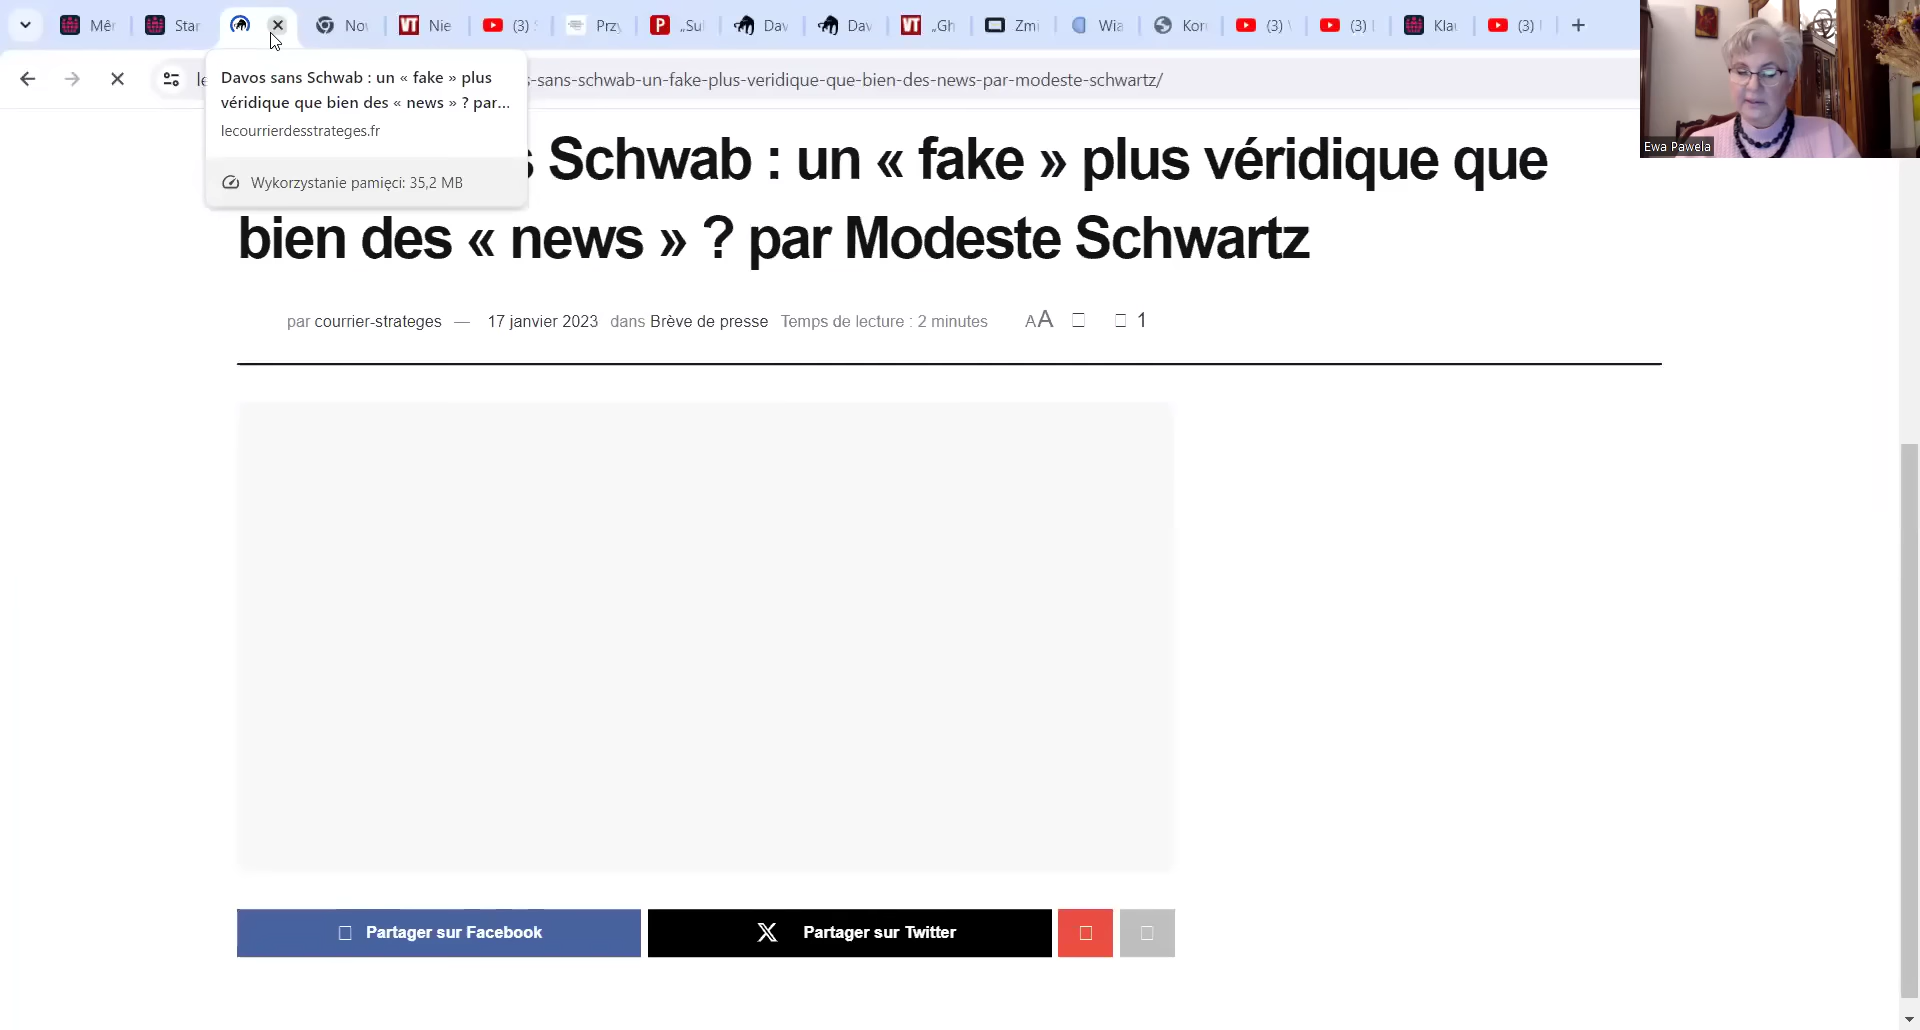 Mêr
Star
Nov
Nie
(3)
Przy
„Sul
Dav
Dav
„Gh
Zmi
Wia
Kor
(3)
(3)
Klau
(3)
-sans-schwab-un-fake-plus-veridique-que-bien-des-news-par-modeste-schwartz/
Davos sans Schwab : un « fake » plus
véridique que bien des « news » ? par...
lecourrierdesstrateges.fr
Wykorzystanie pamięci: 35,2 MB
Ewa Pawela
Schwab : un « fake » plus véridique que
bien des « news » ? par Modeste Schwartz
par courrier-strateges — 17 janvier 2023 dans Brève de presse Temps de lecture : 2 minutes AA 1
Partager sur Facebook
Partager sur Twitter